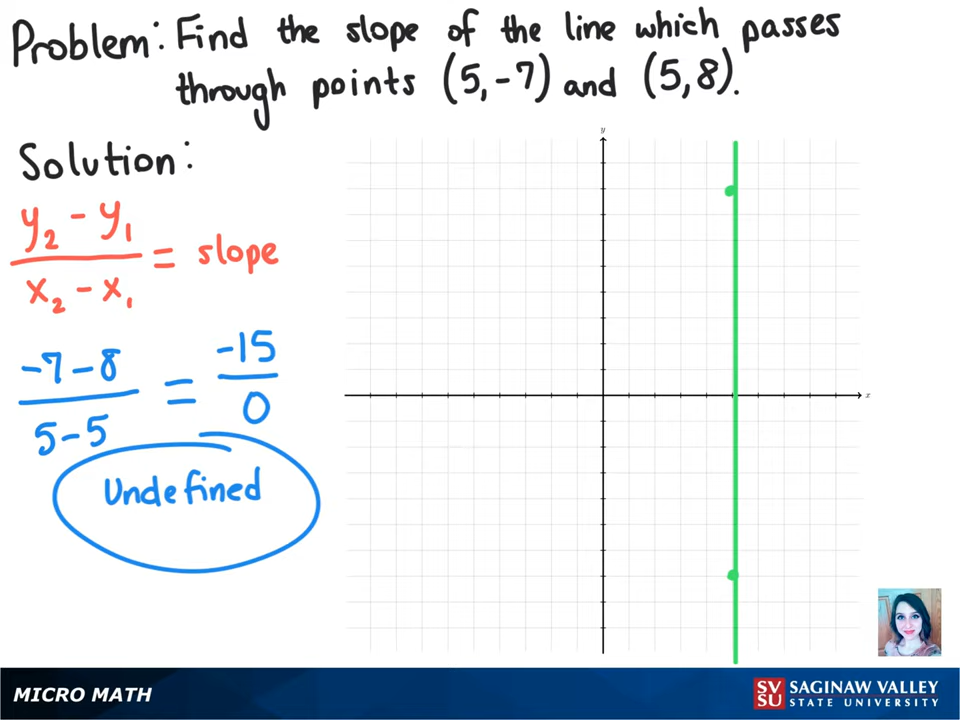 Problem: Find the slope of the line which passes
through points (5,-7) and (5,8).
Solution:
y
y₂ - y₁
= slope
x₂ - x₁
-7-8
-15
=
5-5
0
x
Undefined
MICRO MATH
SV
SU
SAGINAW VALLEY
STATE UNIVERSITY